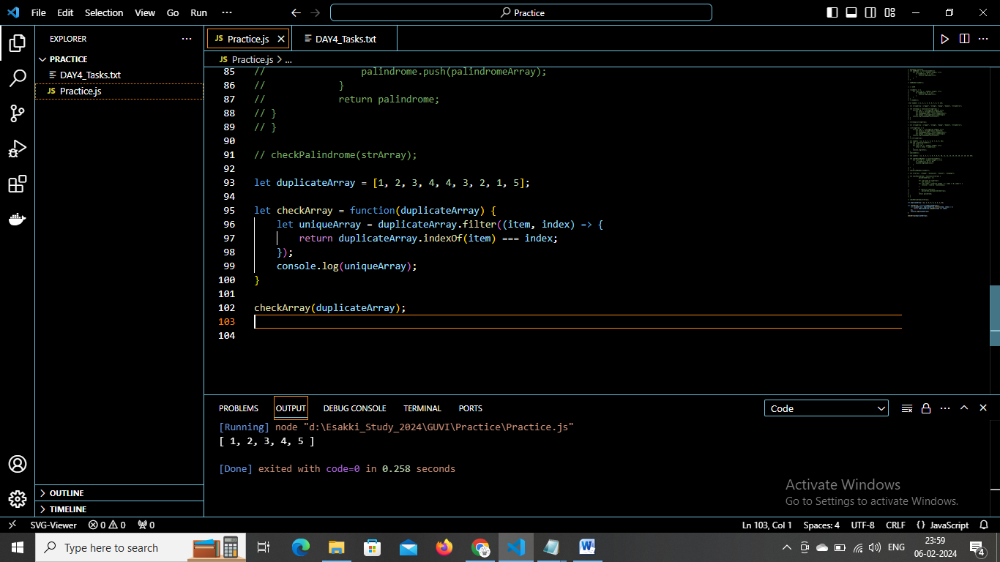 File Edit Selection View Go Run ··· Practice
EXPLORER ···
PRACTICE
DAY4_Tasks.txt
JS Practice.js
OUTLINE
TIMELINE
JS Practice.js
DAY4_Tasks.txt
JS Practice.js > ...
85 // palindrome.push(palindromeArray);
86 // }
87 // return palindrome;
88 // }
89 // }
90
91 // checkPalindrome(strArray);
92
93 let duplicateArray = [1, 2, 3, 4, 4, 3, 2, 1, 5];
94
95 let checkArray = function(duplicateArray) {
96 let uniqueArray = duplicateArray.filter((item, index) => {
97 return duplicateArray.indexOf(item) === index;
98 });
99 console.log(uniqueArray);
100 }
101
102 checkArray(duplicateArray);
103
104
PROBLEMS OUTPUT DEBUG CONSOLE TERMINAL PORTS Code
[Running] node "d:\Esakki_Study_2024\GUVI\Practice\Practice.js"
[ 1, 2, 3, 4, 5 ]
[Done] exited with code=0 in 0.258 seconds
Activate Windows
Go to Settings to activate Windows.
SVG-Viewer 0 0 0 Ln 103, Col 1 Spaces: 4 UTF-8 CRLF {} JavaScript
Type here to search
ENG
23:59
06-02-2024
4